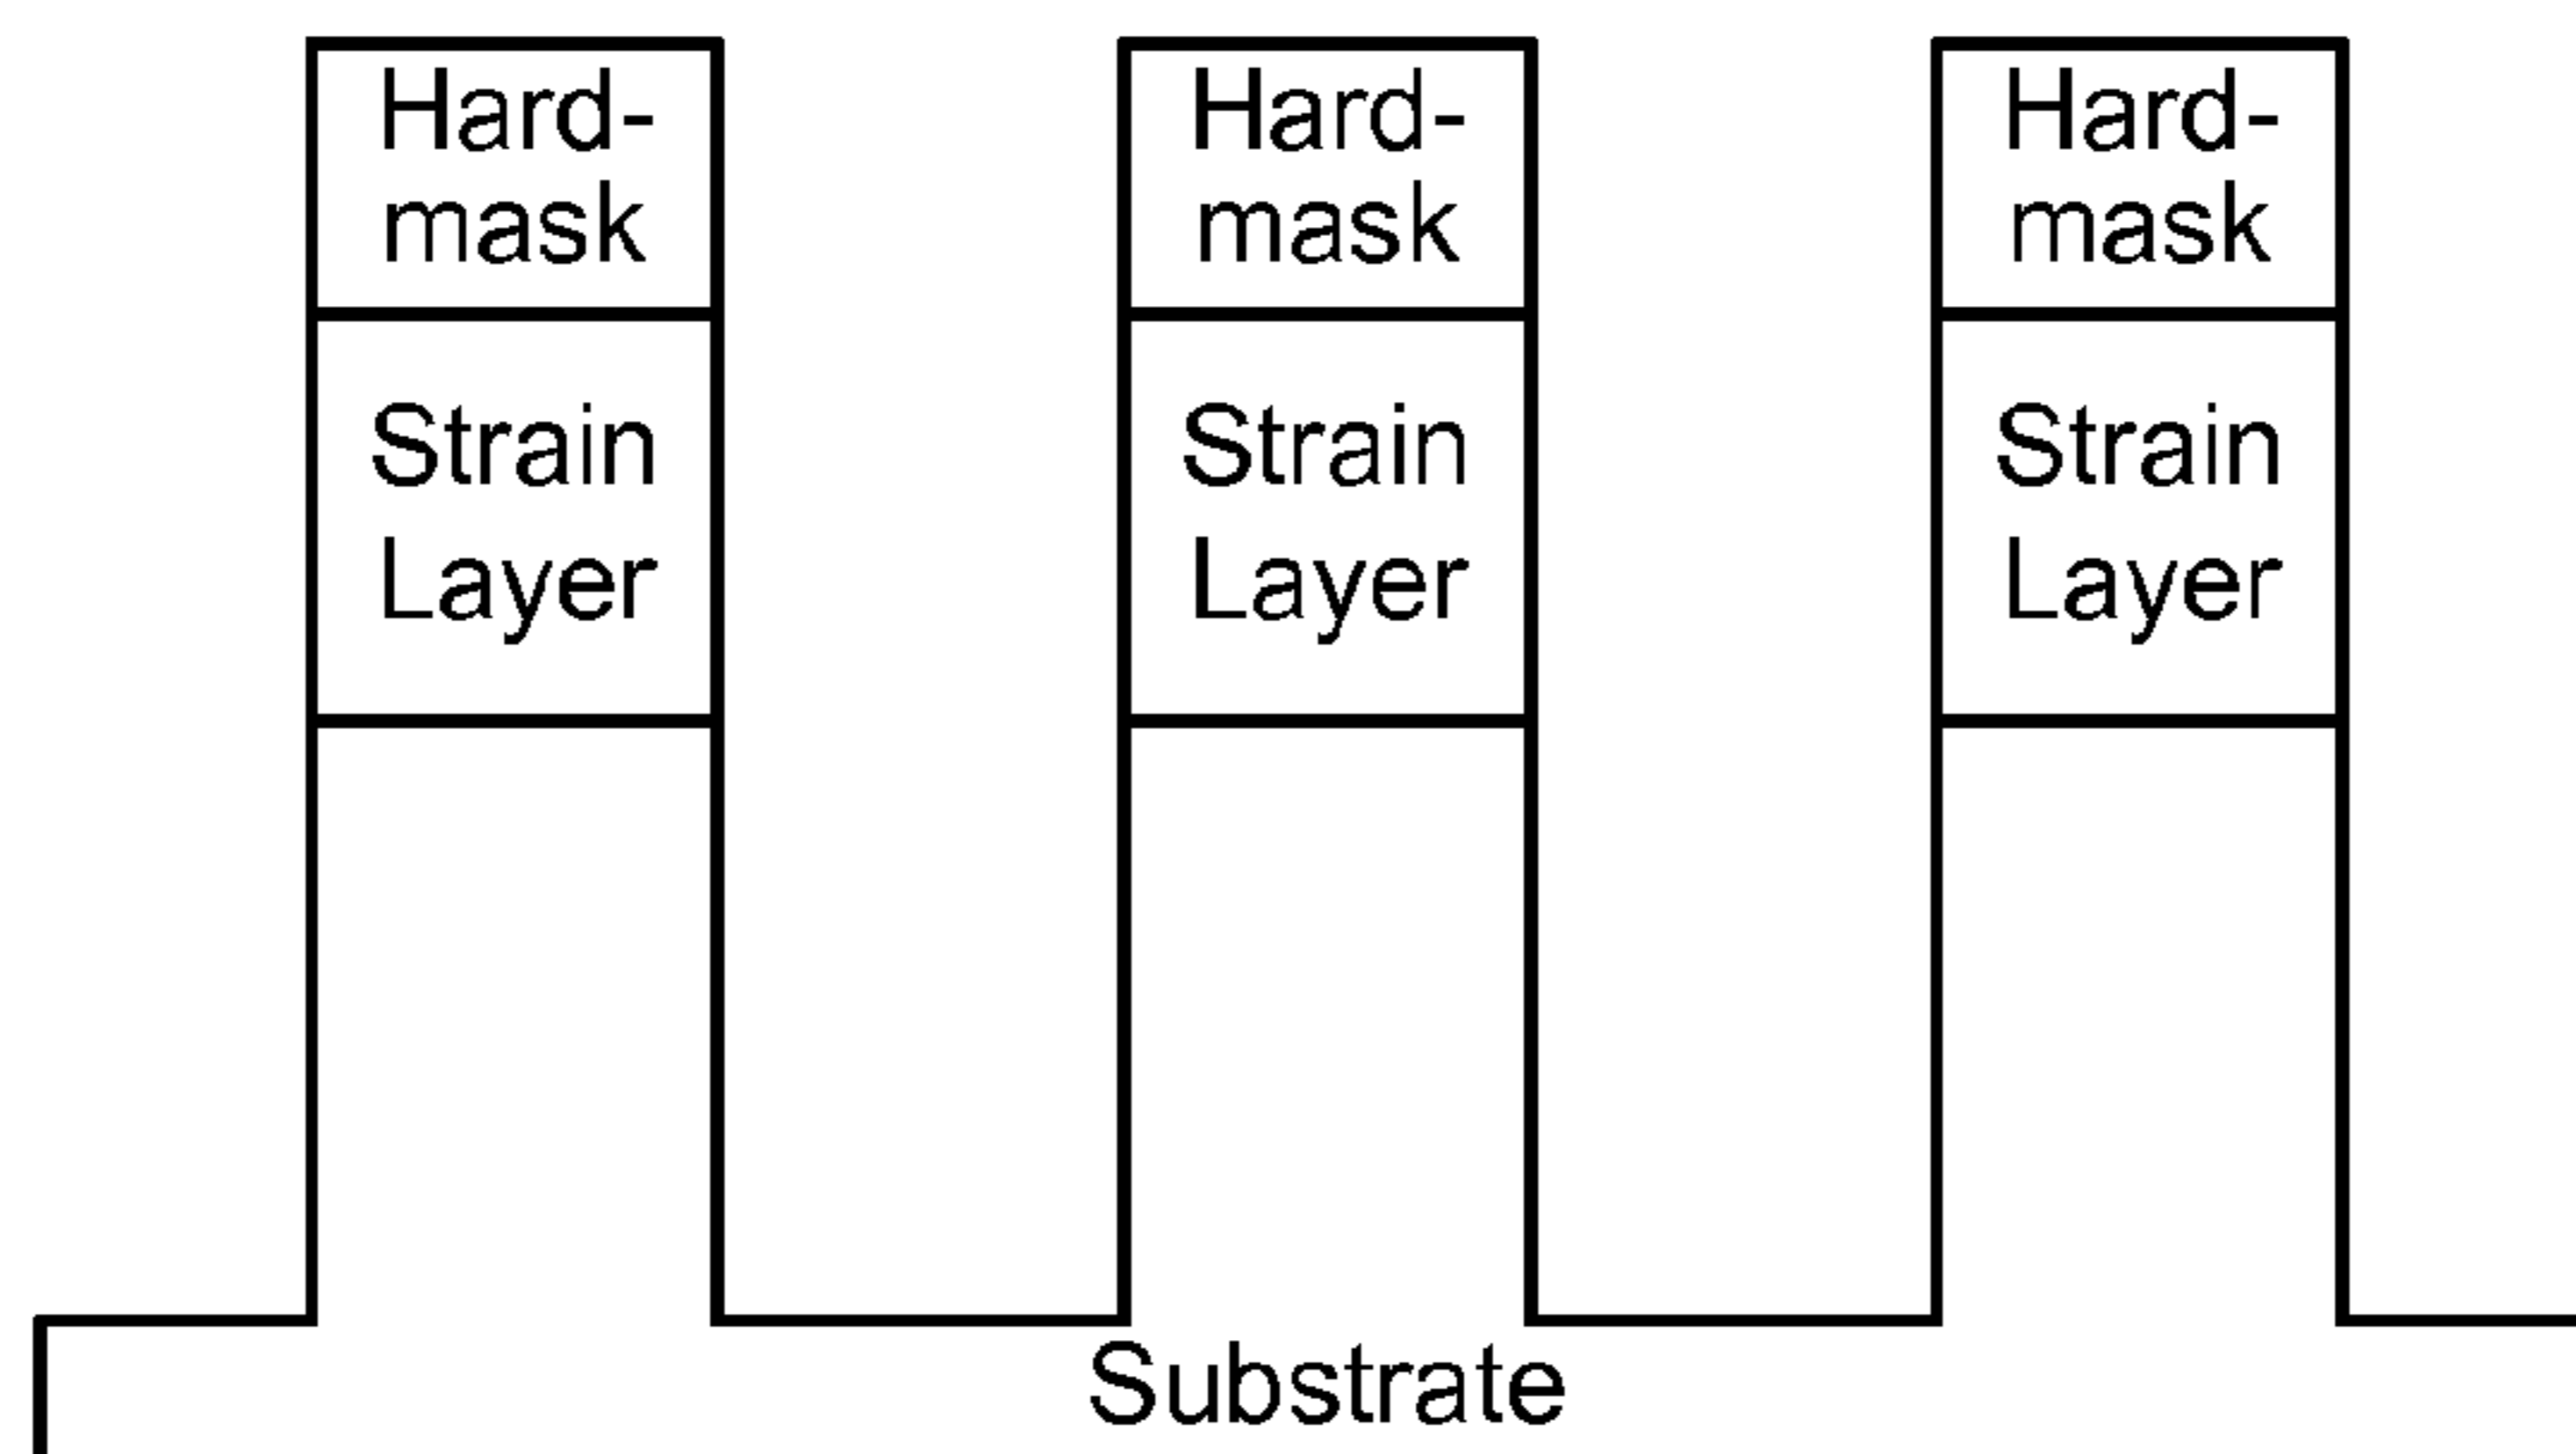 Hard-
mask
Hard-
mask
Hard-
mask
Strain
Layer
Strain
Layer
Strain
Layer
Substrate